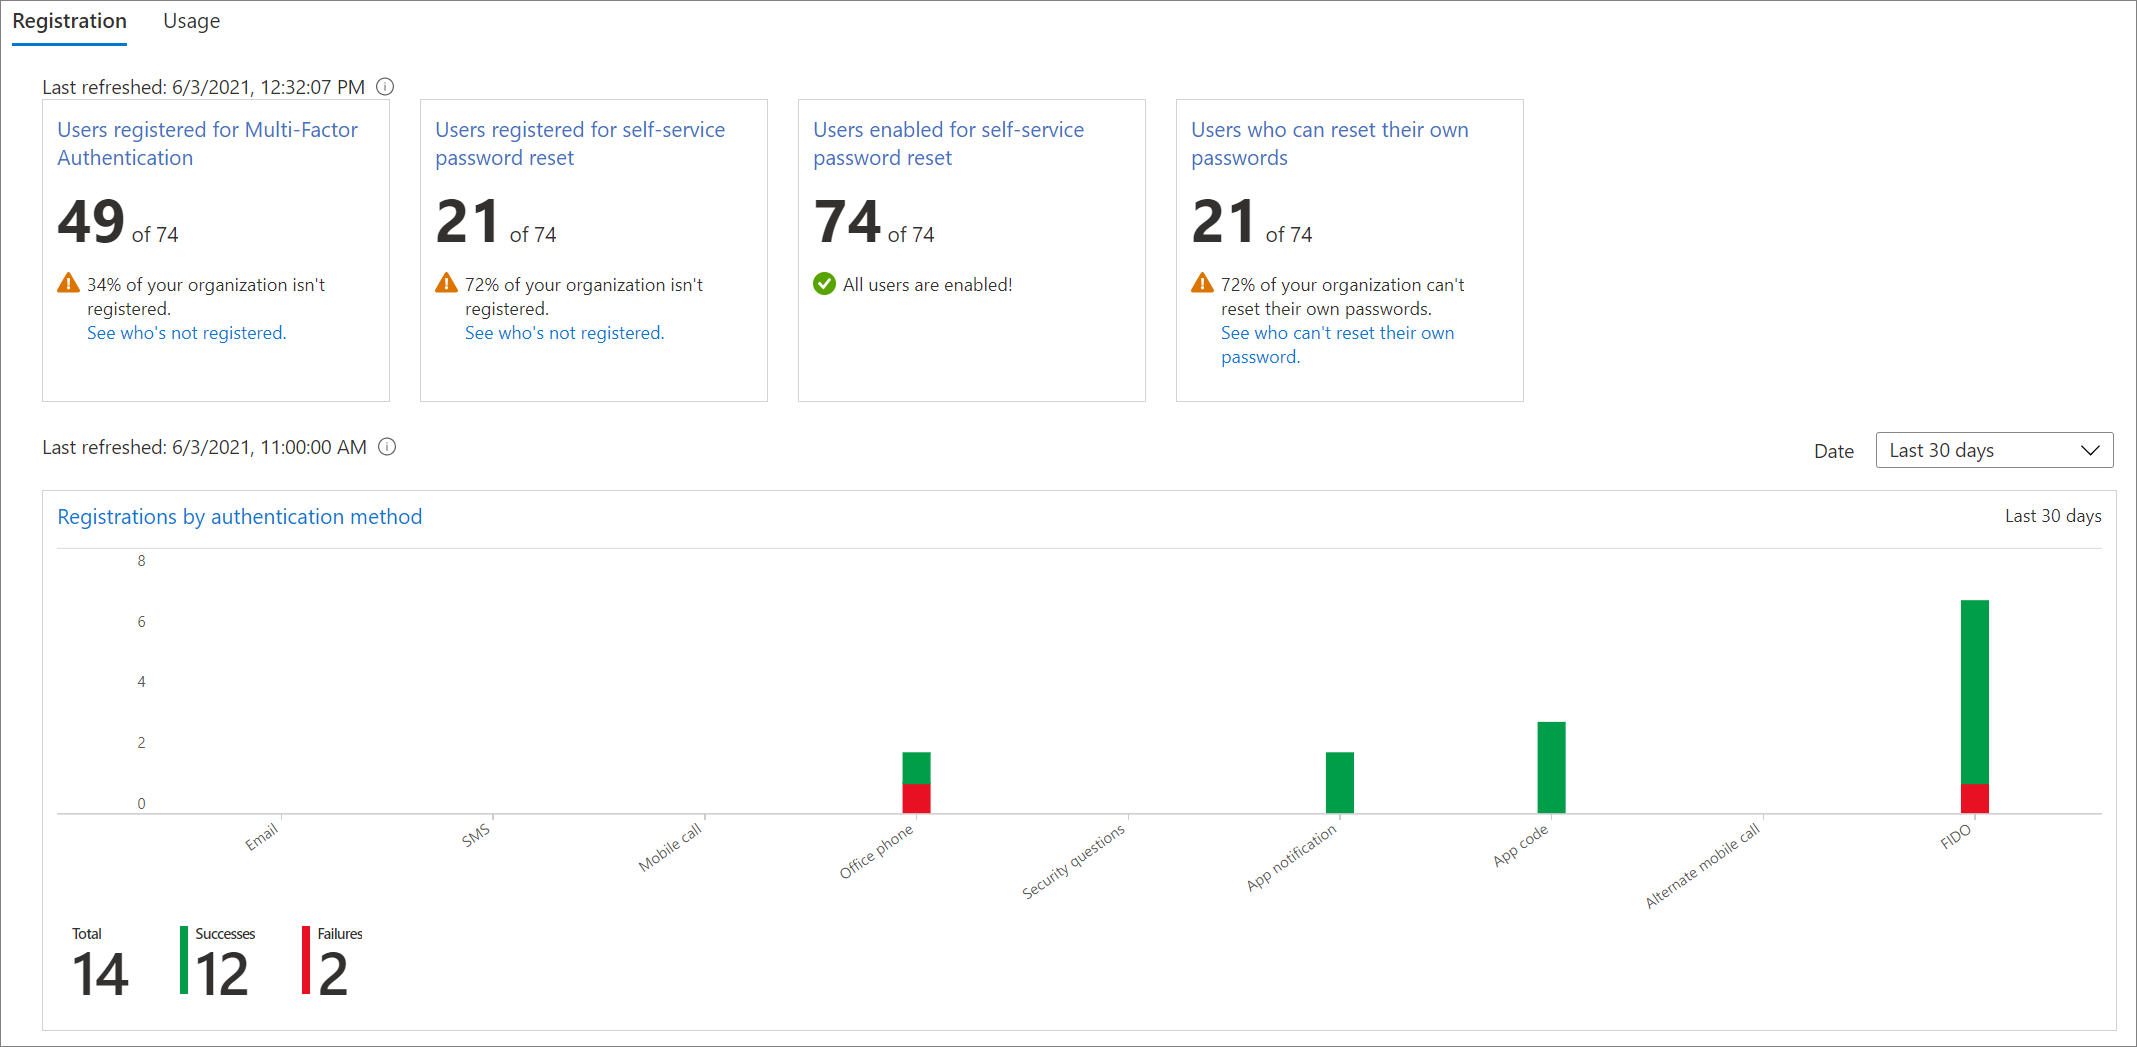 Registration
Usage
Last refreshed: 6/3/2021, 12:32:07 PM
Users registered for Multi-Factor
Authentication
49 of 74
34% of your organization isn't
registered.
See who's not registered.
Users registered for self-service
password reset
21 of 74
72% of your organization isn't
registered.
See who's not registered.
Users enabled for self-service
password reset
74 of 74
All users are enabled!
Users who can reset their own
passwords
21 of 74
72% of your organization can't
reset their own passwords.
See who can't reset their own
password.
Last refreshed: 6/3/2021, 11:00:00 AM
Date
Last 30 days
Registrations by authentication method
Last 30 days
8
6
4
2
0
Email
SMS
Mobile call
Office phone
Security questions
App notification
App code
Alternate mobile call
FIDO
Total
14
Successes
12
Failures
2